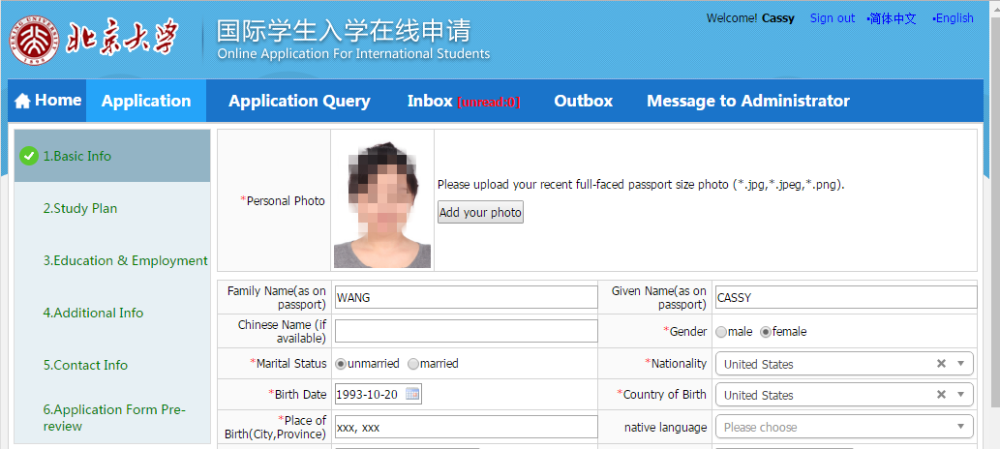 Welcome! Cassy Sign out •简体中文 •English
北京大学 国际学生入学在线申请
PEKING UNIVERSITY 1898
Online Application For International Students
Home Application Application Query Inbox [unread:0] Outbox Message to Administrator
1.Basic Info
2.Study Plan
3.Education & Employment
4.Additional Info
5.Contact Info
6.Application Form Pre-
review
*Personal Photo
Please upload your recent full-faced passport size photo (*.jpg,*.jpeg,*.png).
Add your photo
Family Name(as on
passport)
WANG
Given Name(as on
passport)
CASSY
Chinese Name (if
available)
*Gender
male female
*Marital Status
unmarried married
*Nationality
United States
*Birth Date
1993-10-20
*Country of Birth
United States
*Place of
Birth(City,Province)
xxx, xxx
native language
Please choose